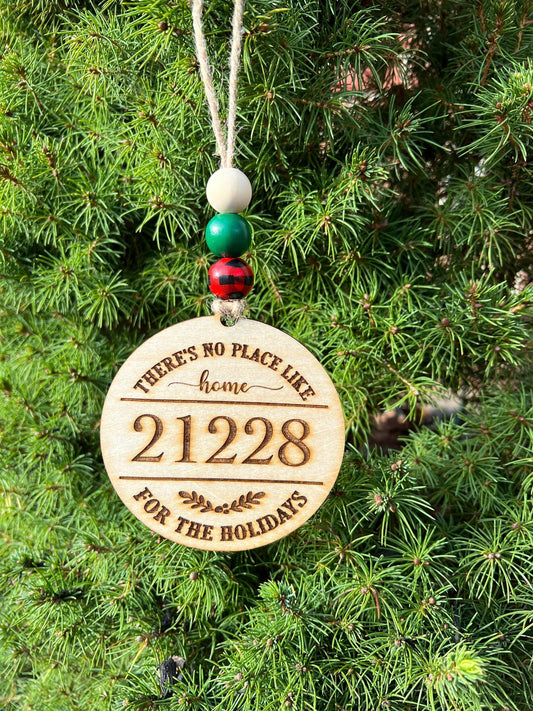 THERE'S NO PLACE LIKE
home
21228
FOR THE HOLIDAYS